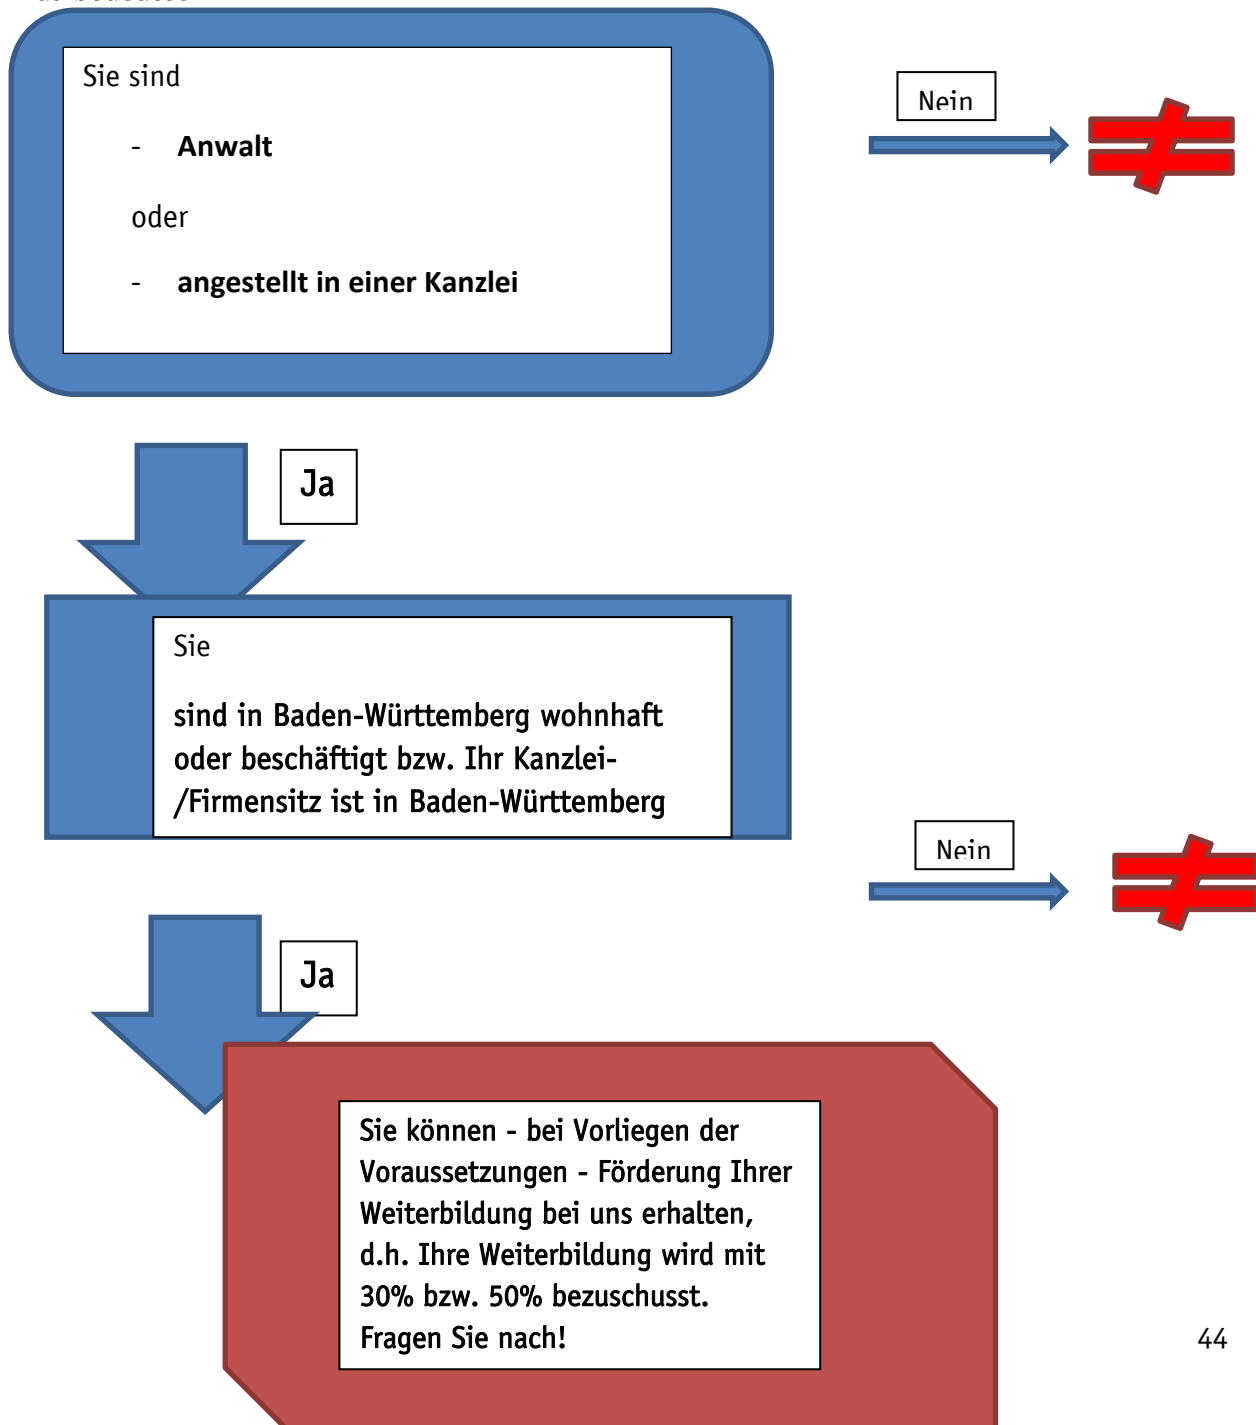 Sie sind
- Anwalt
Nein
oder
- angestellt in einer Kanzlei
Ja
Sie
sind in Baden-Württemberg wohnhaft
oder beschäftigt bzw. Ihr Kanzlei-
/Firmensitz ist in Baden-Württemberg
Nein
Ja
Sie können - bei Vorliegen der
Voraussetzungen - Förderung Ihrer
Weiterbildung bei uns erhalten,
d.h. Ihre Weiterbildung wird mit
30% bzw. 50% bezuschusst.
Fragen Sie nach!
44